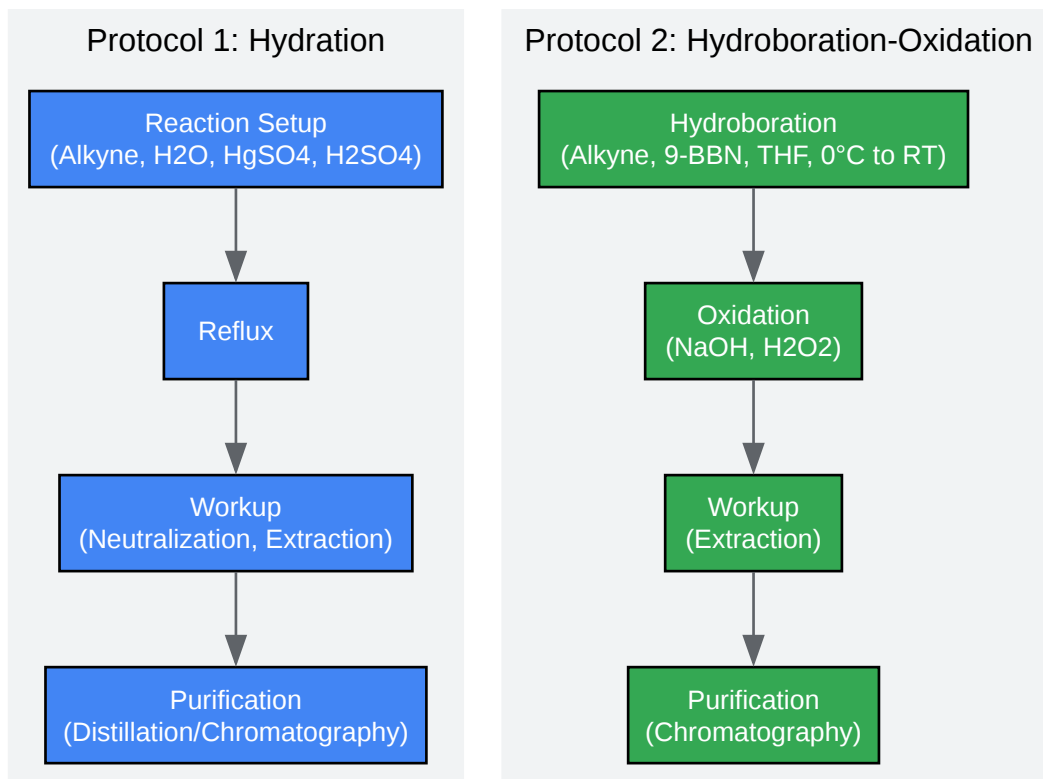 Protocol 1: Hydration
Reaction Setup
(Alkyne, H2O, HgSO4, H2SO4)
Reflux
Workup
(Neutralization, Extraction)
Purification
(Distillation/Chromatography)
Protocol 2: Hydroboration-Oxidation
Hydroboration
(Alkyne, 9-BBN, THF, 0°C to RT)
Oxidation
(NaOH, H2O2)
Workup
(Extraction)
Purification
(Chromatography)